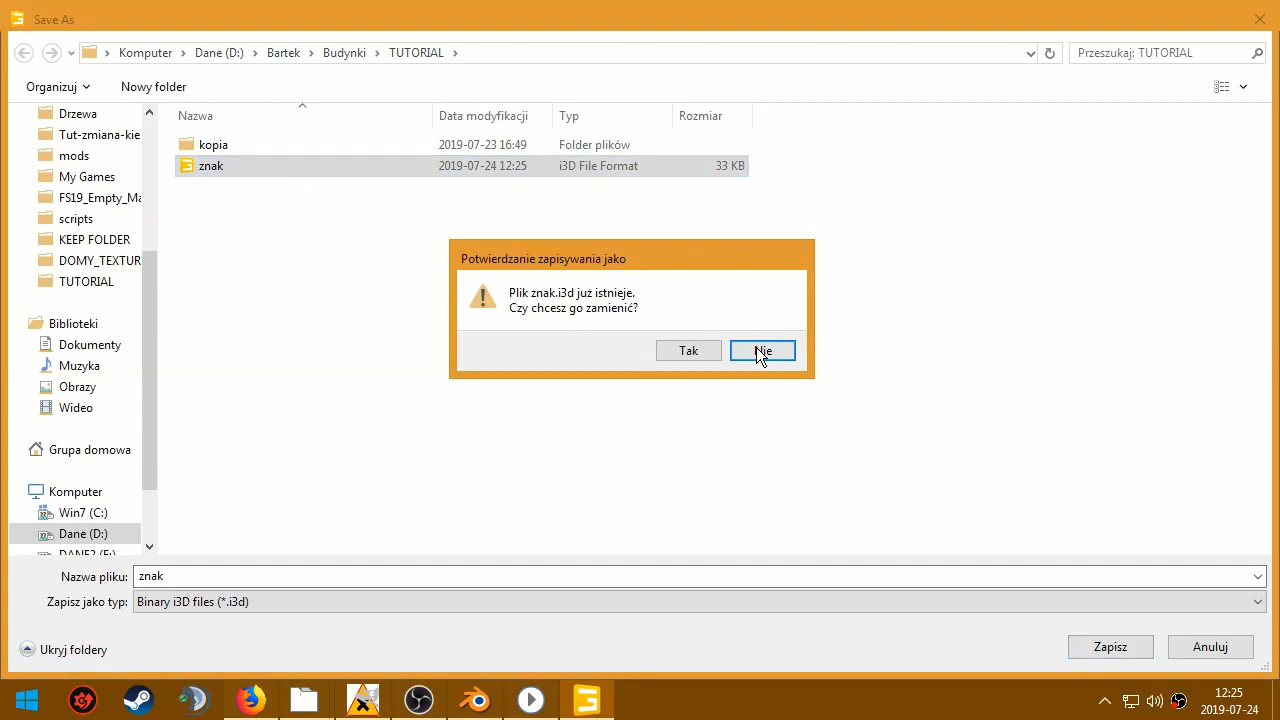 Save As
Komputer
Dane (D:)
Bartek
Budynki
TUTORIAL
Przeszukaj: TUTORIAL
Organizuj
Nowy folder
Drzewa
Tut-zmiana-kie
mods
My Games
FS19_Empty_Ma
scripts
KEEP FOLDER
DOMY_TEXTUR
TUTORIAL
Biblioteki
Dokumenty
Muzyka
Obrazy
Wideo
Grupa domowa
Komputer
Win7 (C:)
Dane (D:)
Nazwa Data modyfikacji Typ Rozmiar
kopia 2019-07-23 16:49 Folder plików
znak 2019-07-24 12:25 i3D File Format 33 KB
Potwierdzanie zapisywania jako
Plik znak.i3d już istnieje.
Czy chcesz go zamienić?
Tak
Nie
Nazwa pliku: znak
Zapisz jako typ: Binary i3D files (*.i3d)
Ukryj foldery
Zapisz
Anuluj
12:25
2019-07-24